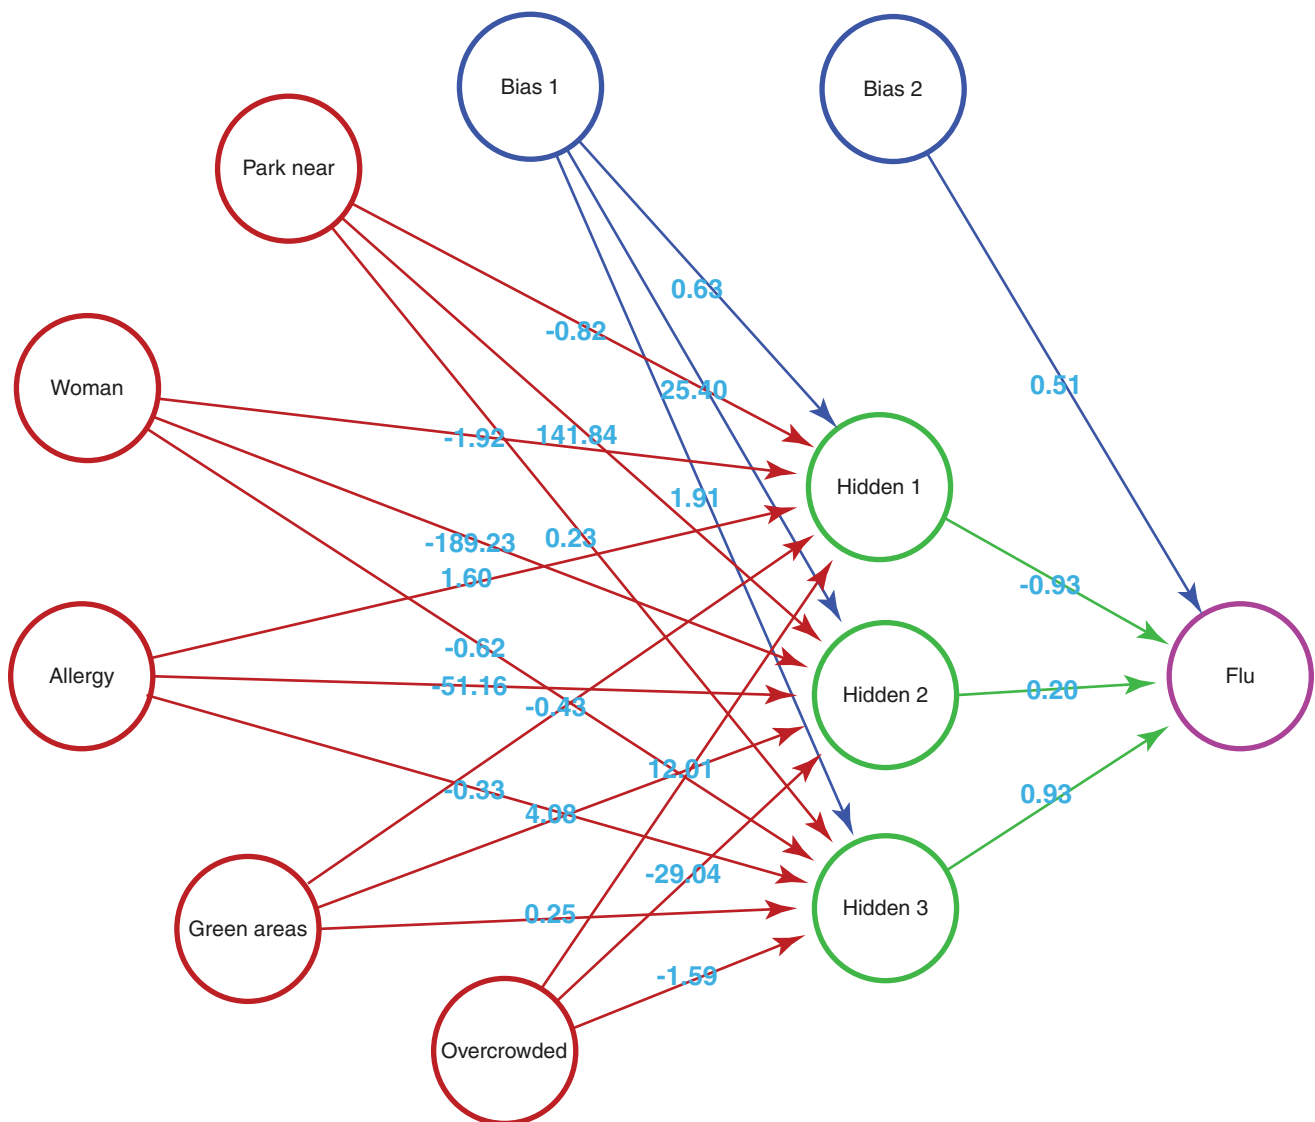 Bias 1
Bias 2
Park near
0.63
-0.82
Woman
25.40
0.51
-1.92
141.84
Hidden 1
1.91
-189.23
0.23
1.60
-0.93
-0.62
Allergy
-51.16
Hidden 2
0.20
Flu
-0.43
12.01
-0.33
0.93
4.08
-29.04
Hidden 3
0.25
Green areas
-1.59
Overcrowded